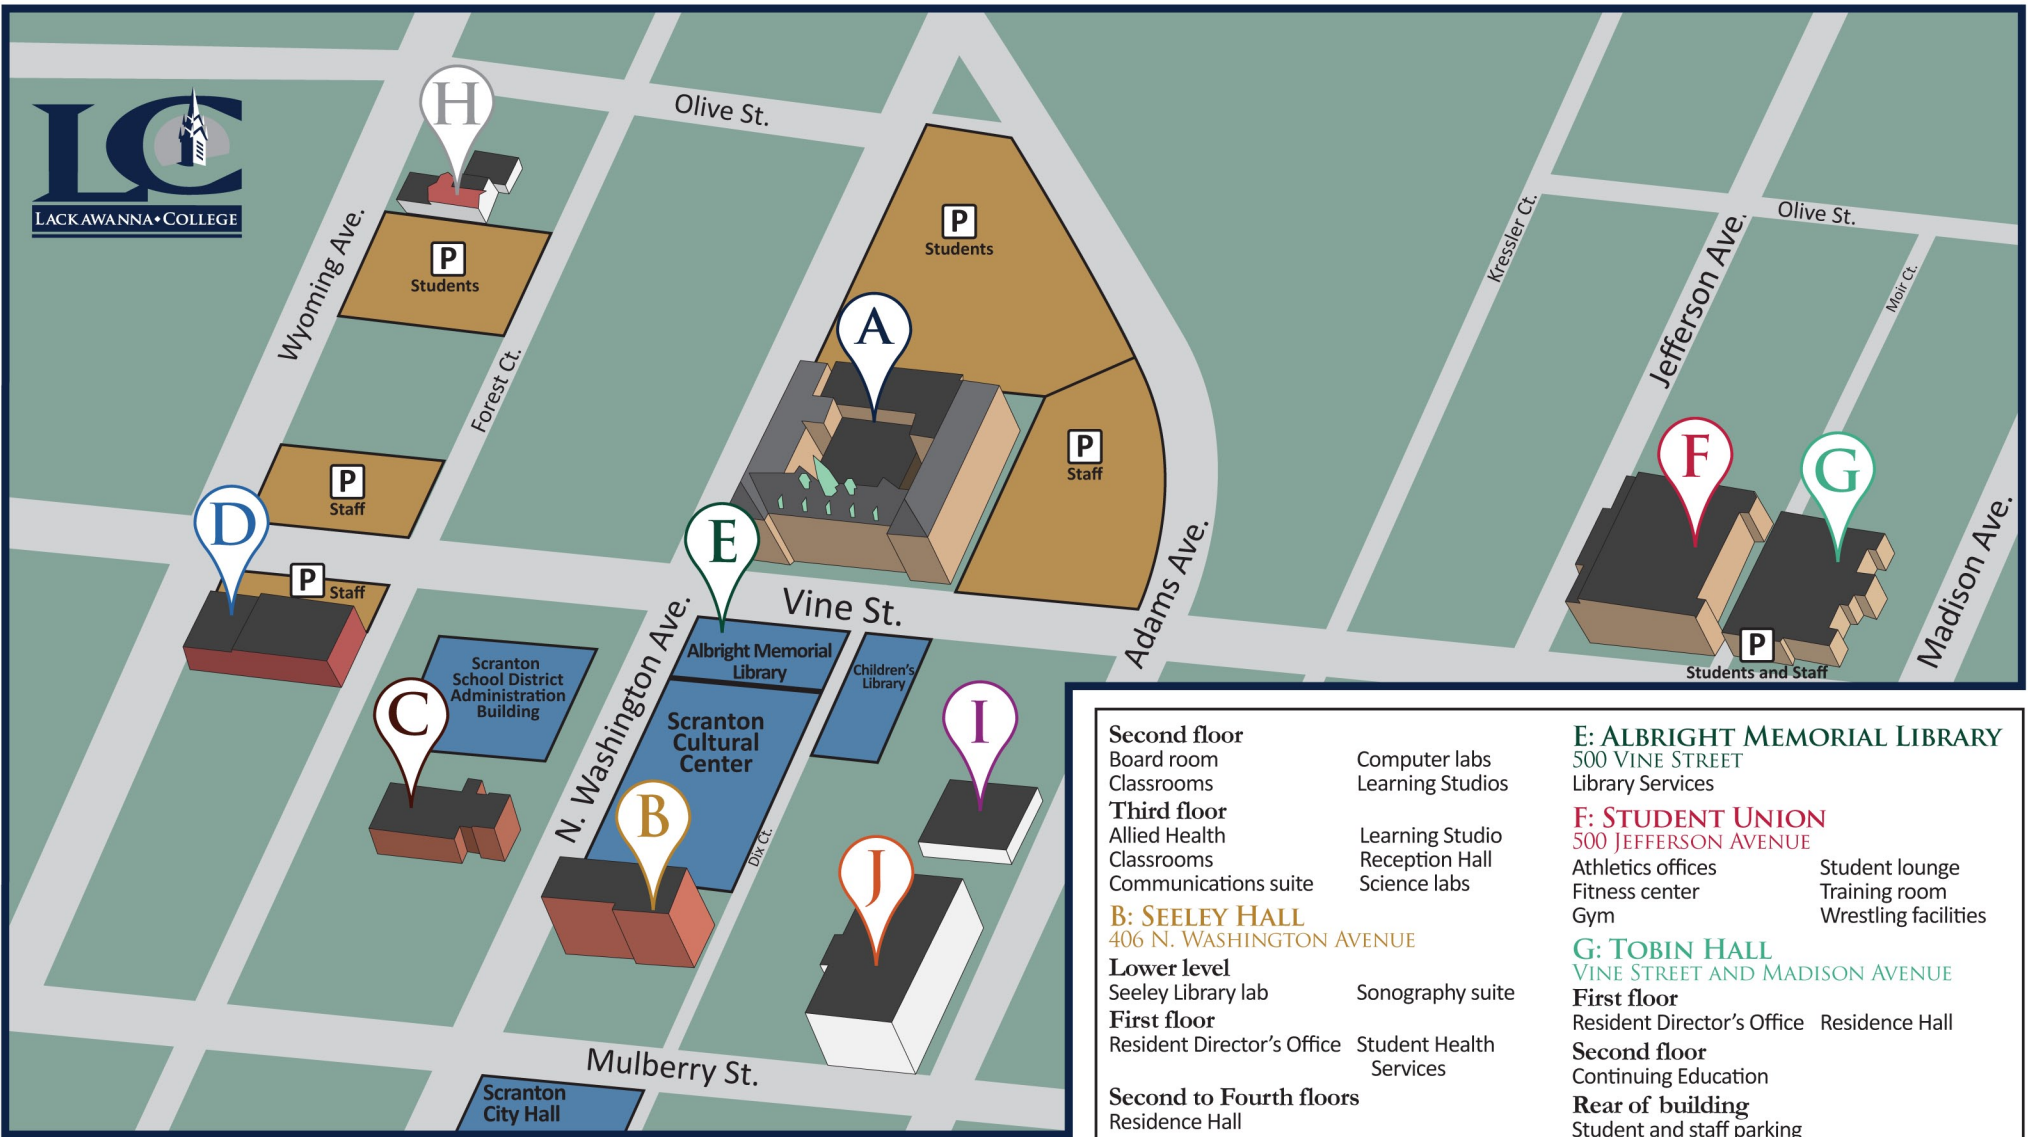 LC
LACKAWANNA•COLLEGE
H
Olive St.
Wyoming Ave.
P
Students
Forest Ct.
P
Students
A
Kressler Ct.
Jefferson Ave.
Olive St.
Moir Ct.
P
Staff
P
Staff
D
P
Staff
E
Vine St.
Adams Ave.
F
G
Madison Ave.
P
Students and Staff
N. Washington Ave.
Albright Memorial
Library
Children's
Library
Scranton
School District
Administration
Building
C
Scranton
Cultural
Center
B
Dix Ct.
I
J
Mulberry St.
Scranton
City Hall
Second floor
Board room Computer labs
Classrooms Learning Studios
Third floor
Allied Health Learning Studio
Classrooms Reception Hall
Communications suite Science labs
B: SEELEY HALL
406 N. WASHINGTON AVENUE
Lower level
Seeley Library lab Sonography suite
First floor
Resident Director's Office Student Health
Services
Second to Fourth floors
Residence Hall
E: ALBRIGHT MEMORIAL LIBRARY
500 VINE STREET
Library Services
F: STUDENT UNION
500 JEFFERSON AVENUE
Athletics offices Student lounge
Fitness center Training room
Gym Wrestling facilities
G: TOBIN HALL
VINE STREET AND MADISON AVENUE
First floor
Resident Director's Office Residence Hall
Second floor
Continuing Education
Rear of building
Student and staff parking